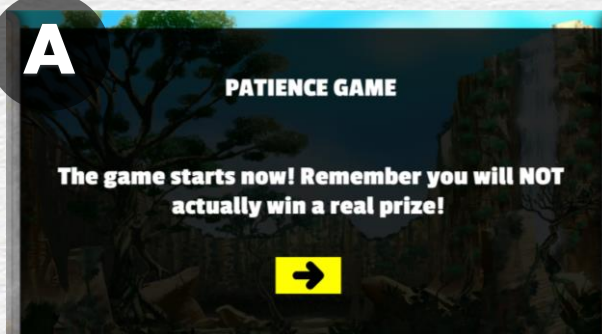 A
PATIENCE GAME
The game starts now! Remember you will NOT
actually win a real prize!